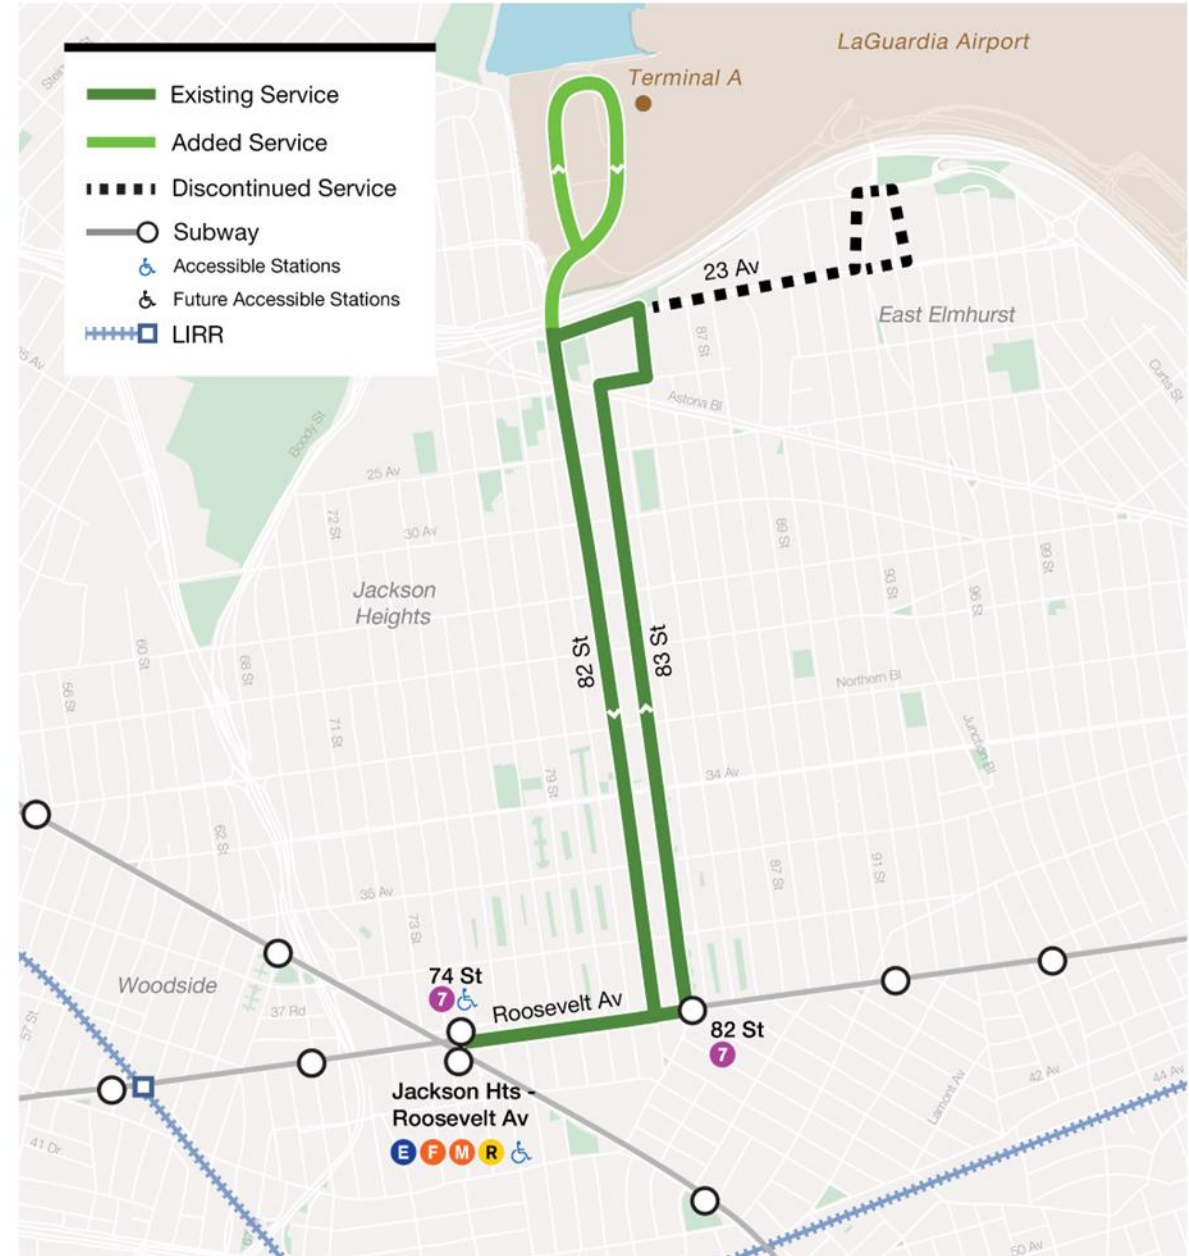 LaGuardia Airport
Terminal A
Existing Service
Added Service
Discontinued Service
Subway
Accessible Stations
Future Accessible Stations
LIRR
23 Av
East Elmhurst
87 St
Curtis St
Astoria Bl
Boody St
25 Av
72 St
30 Av
89 St
99 St
93 St
96 St
Jackson
Heights
82 St
83 St
60 St
68 St
56 St
Northern Bl
71 St
Junction Bl
79 St
34 Av
62 St
87 St
91 St
35 Av
73 St
Woodside
74 St
7
Roosevelt Av
37 Rd
57 St
82 St
7
Jackson Hts -
Roosevelt Av
E F M R
Lamont Av
42 Av
44 Av
41 Dr
50 Av